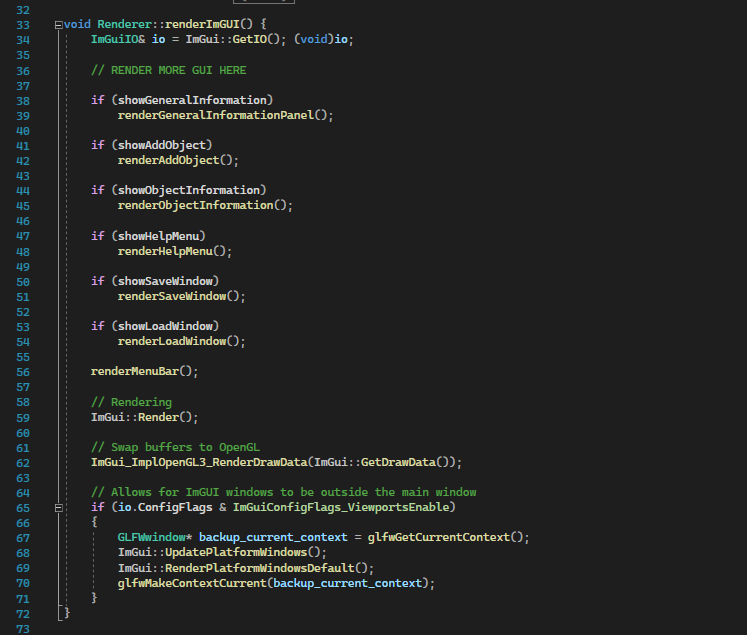 32
33 void Renderer::renderImGUI() {
34 ImGuiIO& io = ImGui::GetIO(); (void)io;
35
36 // RENDER MORE GUI HERE
37
38 if (showGeneralInformation)
39 renderGeneralInformationPanel();
40
41 if (showAddObject)
42 renderAddObject();
43
44 if (showObjectInformation)
45 renderObjectInformation();
46
47 if (showHelpMenu)
48 renderHelpMenu();
49
50 if (showSaveWindow)
51 renderSaveWindow();
52
53 if (showLoadWindow)
54 renderLoadWindow();
55
56 renderMenuBar();
57
58 // Rendering
59 ImGui::Render();
60
61 // Swap buffers to OpenGL
62 ImGui_ImplOpenGL3_RenderDrawData(ImGui::GetDrawData());
63
64 // Allows for ImGUI windows to be outside the main window
65 if (io.ConfigFlags & ImGuiConfigFlags_ViewportsEnable)
66 {
67 GLFWwindow* backup_current_context = glfwGetCurrentContext();
68 ImGui::UpdatePlatformWindows();
69 ImGui::RenderPlatformWindowsDefault();
70 glfwMakeContextCurrent(backup_current_context);
71 }
72 }
73